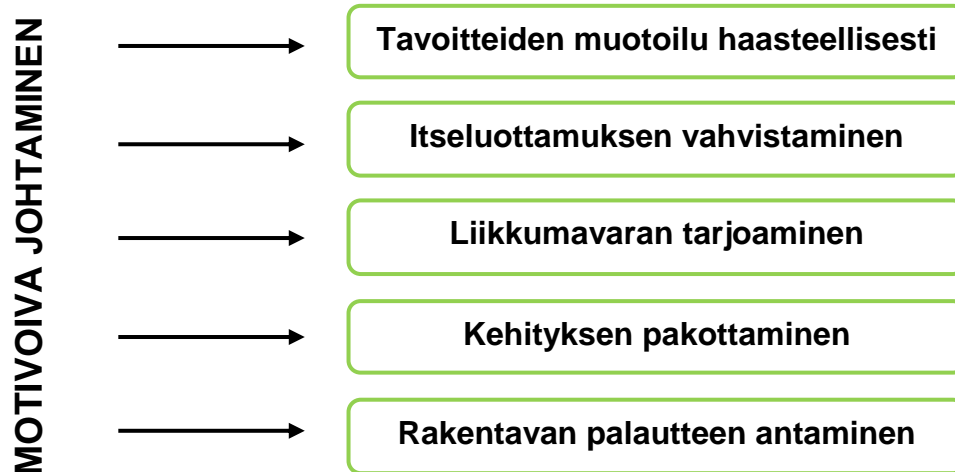 MOTIVOIVA JOHTAMINEN
Tavoitteiden muotoilu haasteellisesti
Itseluottamuksen vahvistaminen
Liikkumavaran tarjoaminen
Kehityksen pakottaminen
Rakentavan palautteen antaminen